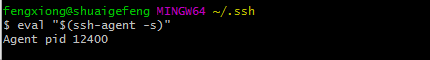 fengxiong@shuaigefeng MINGW64 ~/.ssh
$ eval "$(ssh-agent -s)"
Agent pid 12400